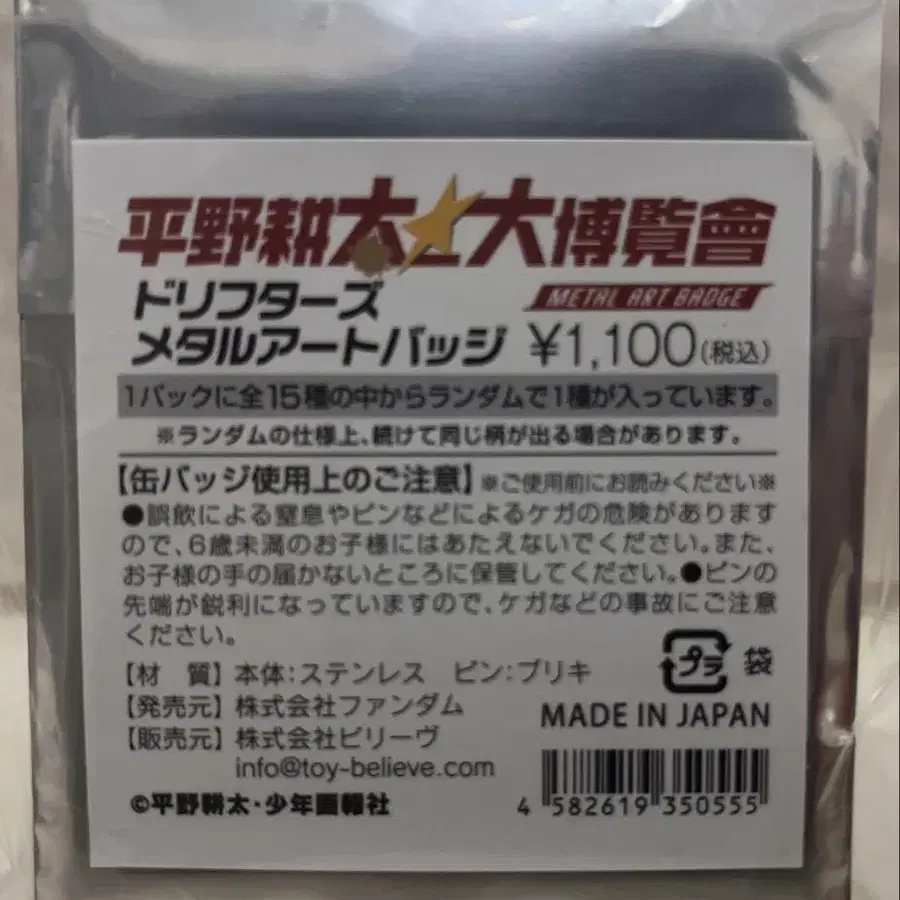 平野耕太★大博覧會
METAL ART BADGE
ドリフターズ
メタルアートバッジ ¥1,100(税込)
1パックに全15種の中からランダムで1種が入っています。
※ランダムの仕様上、続けて同じ柄が出る場合があります。
【缶バッジ使用上のご注意】※ご使用前にお読みください※
●誤飲による窒息やピンなどによるケガの危険があります
ので、6歳未満のお子様にはあたえないでください。また、
お子様の手の届かないところに保管してください。●ピンの
先端が鋭利になっていますので、ケガなどの事故にご注意
ください。
【材 質】本体:ステンレス ピン:ブリキ
プラ 袋
【発売元】株式会社ファンダム
MADE IN JAPAN
【販売元】株式会社ビリーヴ
info@toy-believe.com
©平野耕太・少年画報社
4 582619 350555